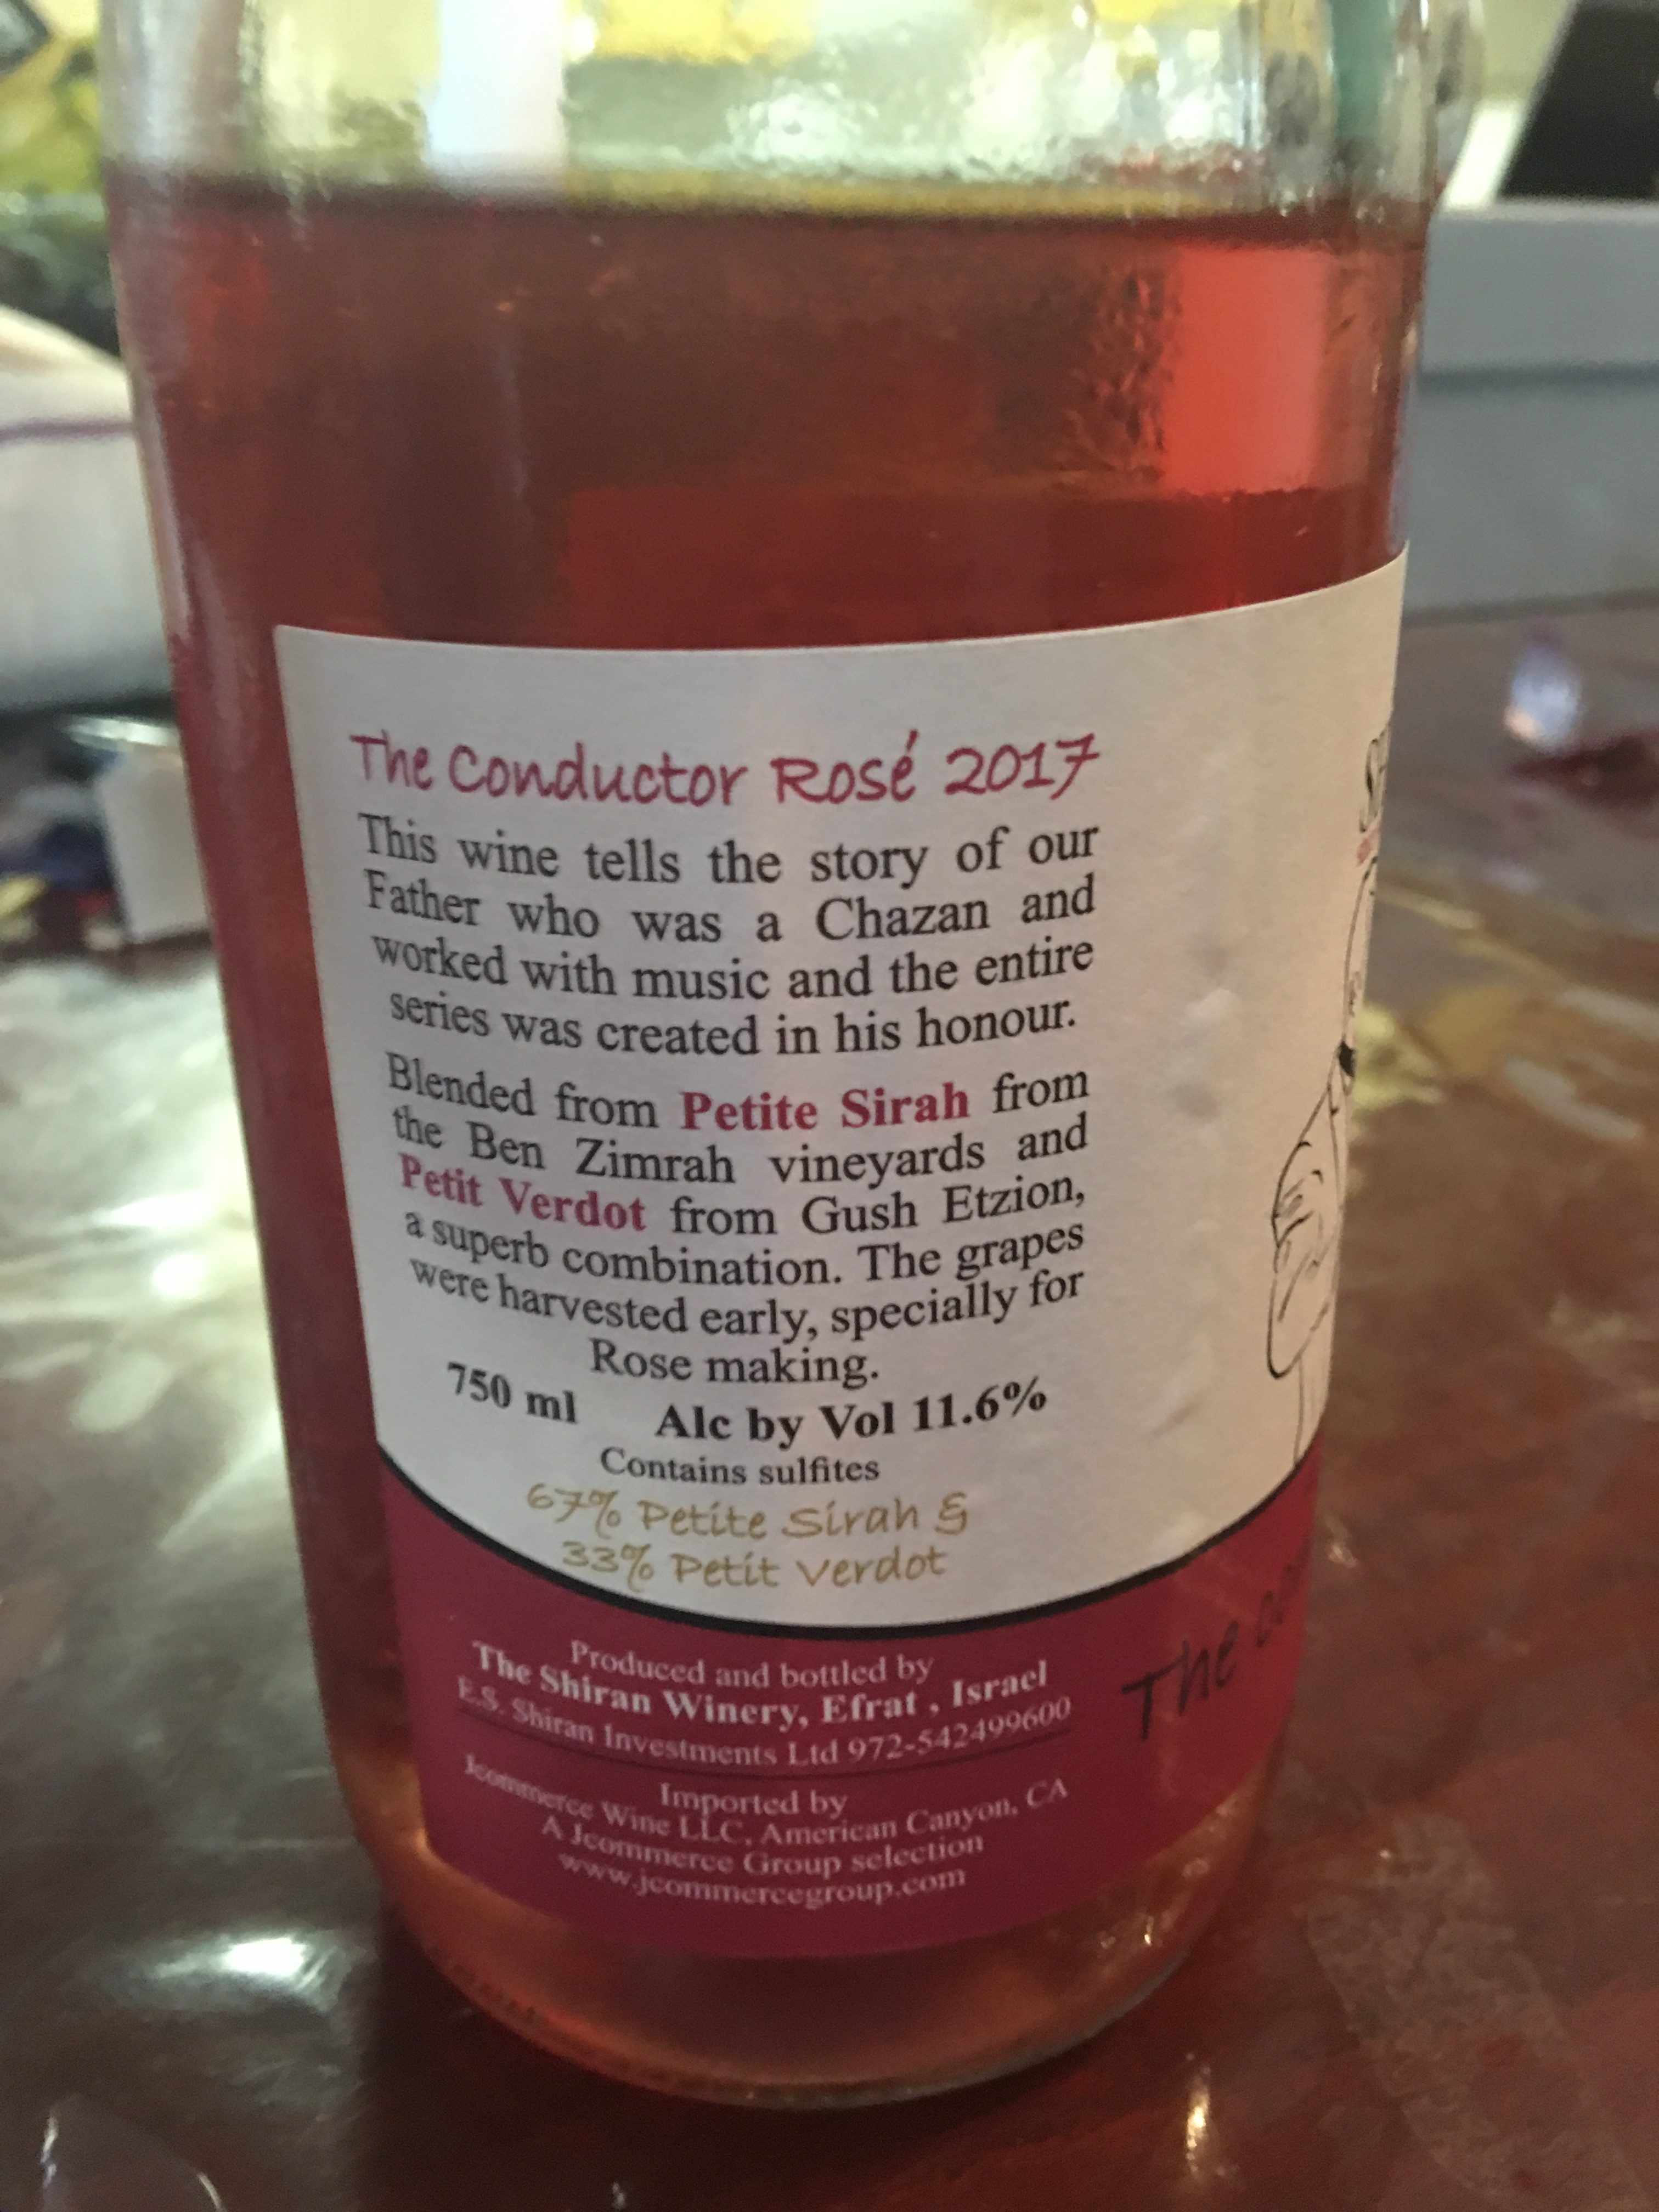 The Conductor Rosé 2017
This wine tells the story of our
Father who was a Chazan and
worked with music and the entire
series was created in his honour.
Blended from Petite Sirah from
the Ben Zimrah vineyards and
Petit Verdot from Gush Etzion,
a superb combination. The grapes
were harvested early, specially for
Rose making.
750 ml Alc by Vol 11.6%
Contains sulfites
67% Petite Sirah &
33% Petit Verdot
Produced and bottled by
The Shiran Winery, Efrat , Israel
E.S. Shiran Investments Ltd 972-542499600
Imported by
Jcommerce Wine LLC, American Canyon, CA
A Jcommerce Group selection
www.jcommercegroup.com
The